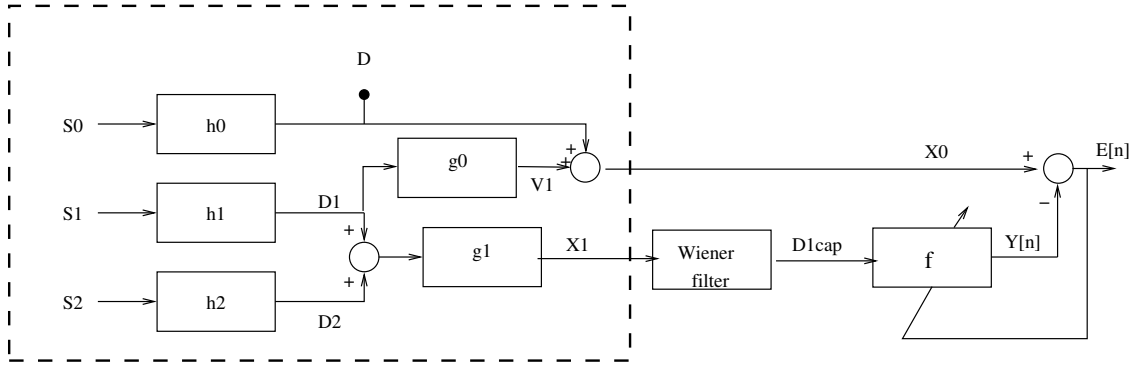 D
S0
h0
+
+
g0
V1
X0
+
E[n]
S1
h1
D1
+
−
g1
X1
Wiener
filter
D1cap
f
Y[n]
S2
h2
+
D2